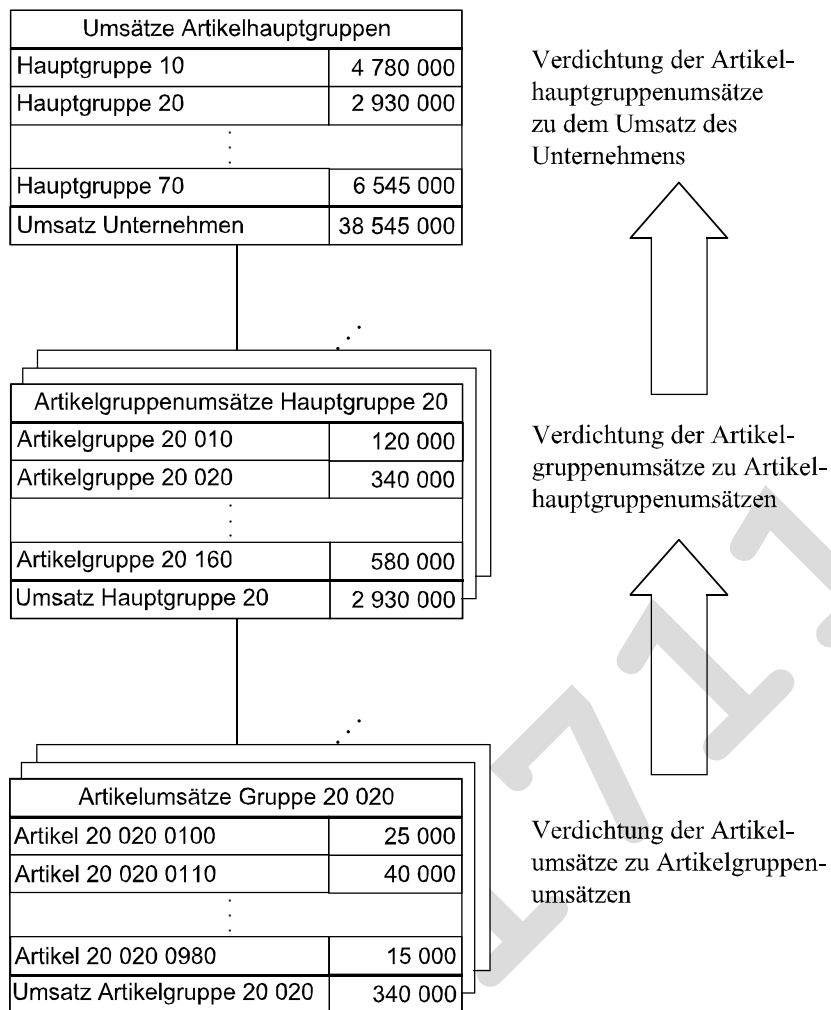 Umsätze Artikelhauptgruppen
Hauptgruppe 10 4 780 000
Hauptgruppe 20 2 930 000
Hauptgruppe 70 6 545 000
Umsatz Unternehmen 38 545 000
Verdichtung der Artikel-
hauptgruppenumsätze
zu dem Umsatz des
Unternehmens
Artikelgruppenumsätze Hauptgruppe 20
Artikelgruppe 20 010 120 000
Artikelgruppe 20 020 340 000
Artikelgruppe 20 160 580 000
Umsatz Hauptgruppe 20 2 930 000
Verdichtung der Artikel-
gruppenumsätze zu Artikel-
hauptgruppenumsätzen
Artikelumsätze Gruppe 20 020
Artikel 20 020 0100 25 000
Artikel 20 020 0110 40 000
Artikel 20 020 0980 15 000
Umsatz Artikelgruppe 20 020 340 000
Verdichtung der Artikel-
umsätze zu Artikelgruppen-
umsätzen
1711